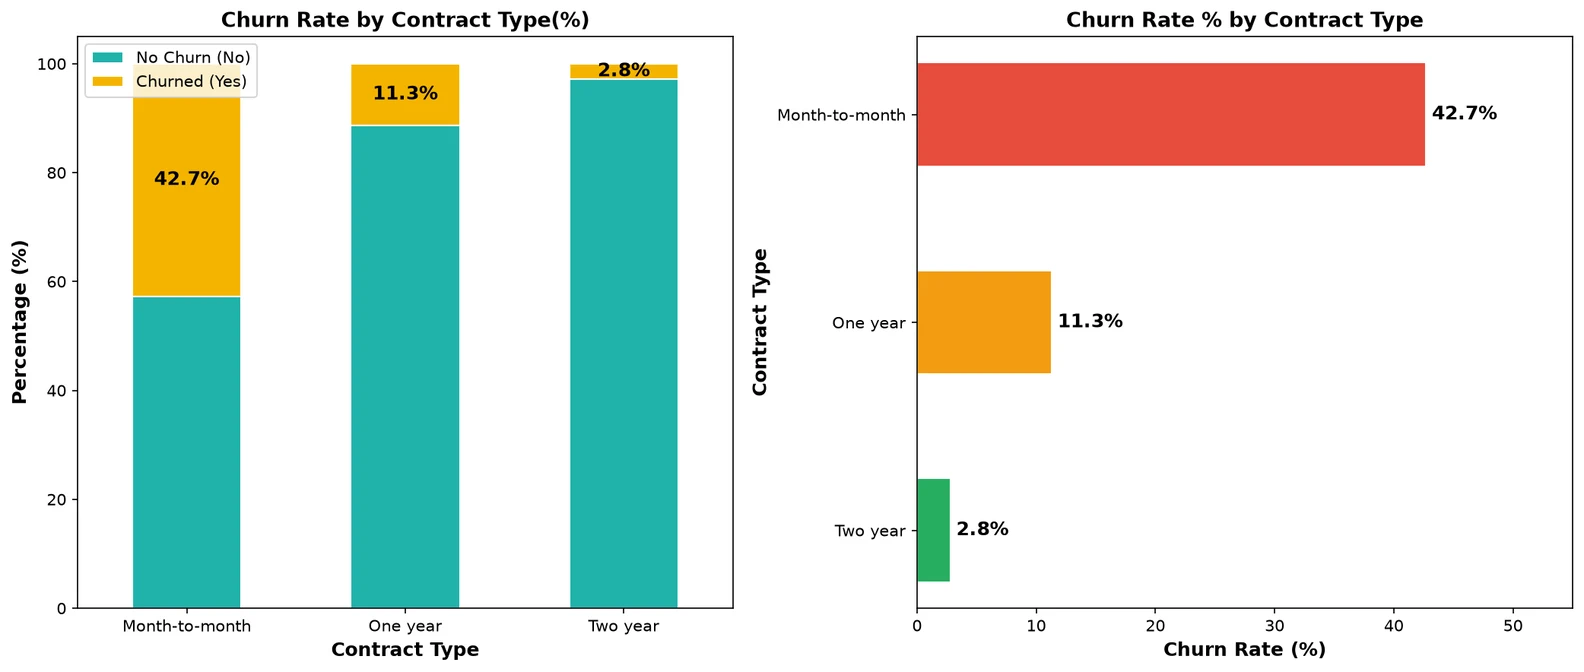 Churn Rate by Contract Type(%)
No Churn (No)
Churned (Yes)
100
80
60
40
20
0
Percentage (%)
42.7%
11.3%
2.8%
Month-to-month
One year
Two year
Contract Type
Churn Rate % by Contract Type
Contract Type
Month-to-month
42.7%
One year
11.3%
Two year
2.8%
0
10
20
30
40
50
Churn Rate (%)